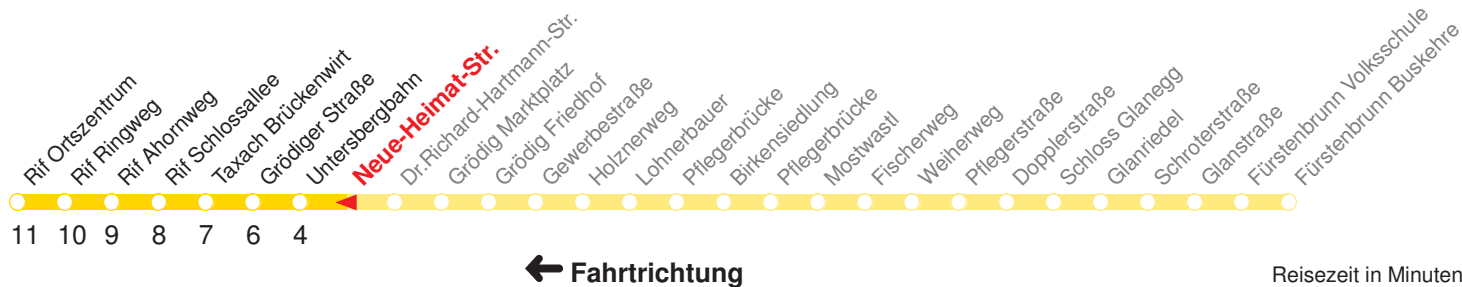 Rif Ortszentrum
Rif Ringweg
Rif Ahornweg
Rif Schlossallee
Taxach Brückenwirt
Grödiger Straße
Untersbergbahn
Neue-Heimat-Str.
Dr.Richard-Hartmann-Str.
Grödig Marktplatz
Grödig Friedhof
Gewerbestraße
Holznerweg
Lohnerbauer
Pflegerbrücke
Birkensiedlung
Pflegerbrücke
Mostwastl
Fischerweg
Weiherweg
Pflegerstraße
Dopplerstraße
Schloss Glanegg
Glanriedel
Schroterstraße
Glanstraße
Fürstenbrunn Volksschule
Fürstenbrunn Buskehre
11 10 9 8 7 6 4
Fahrtrichtung
Reisezeit in Minuten